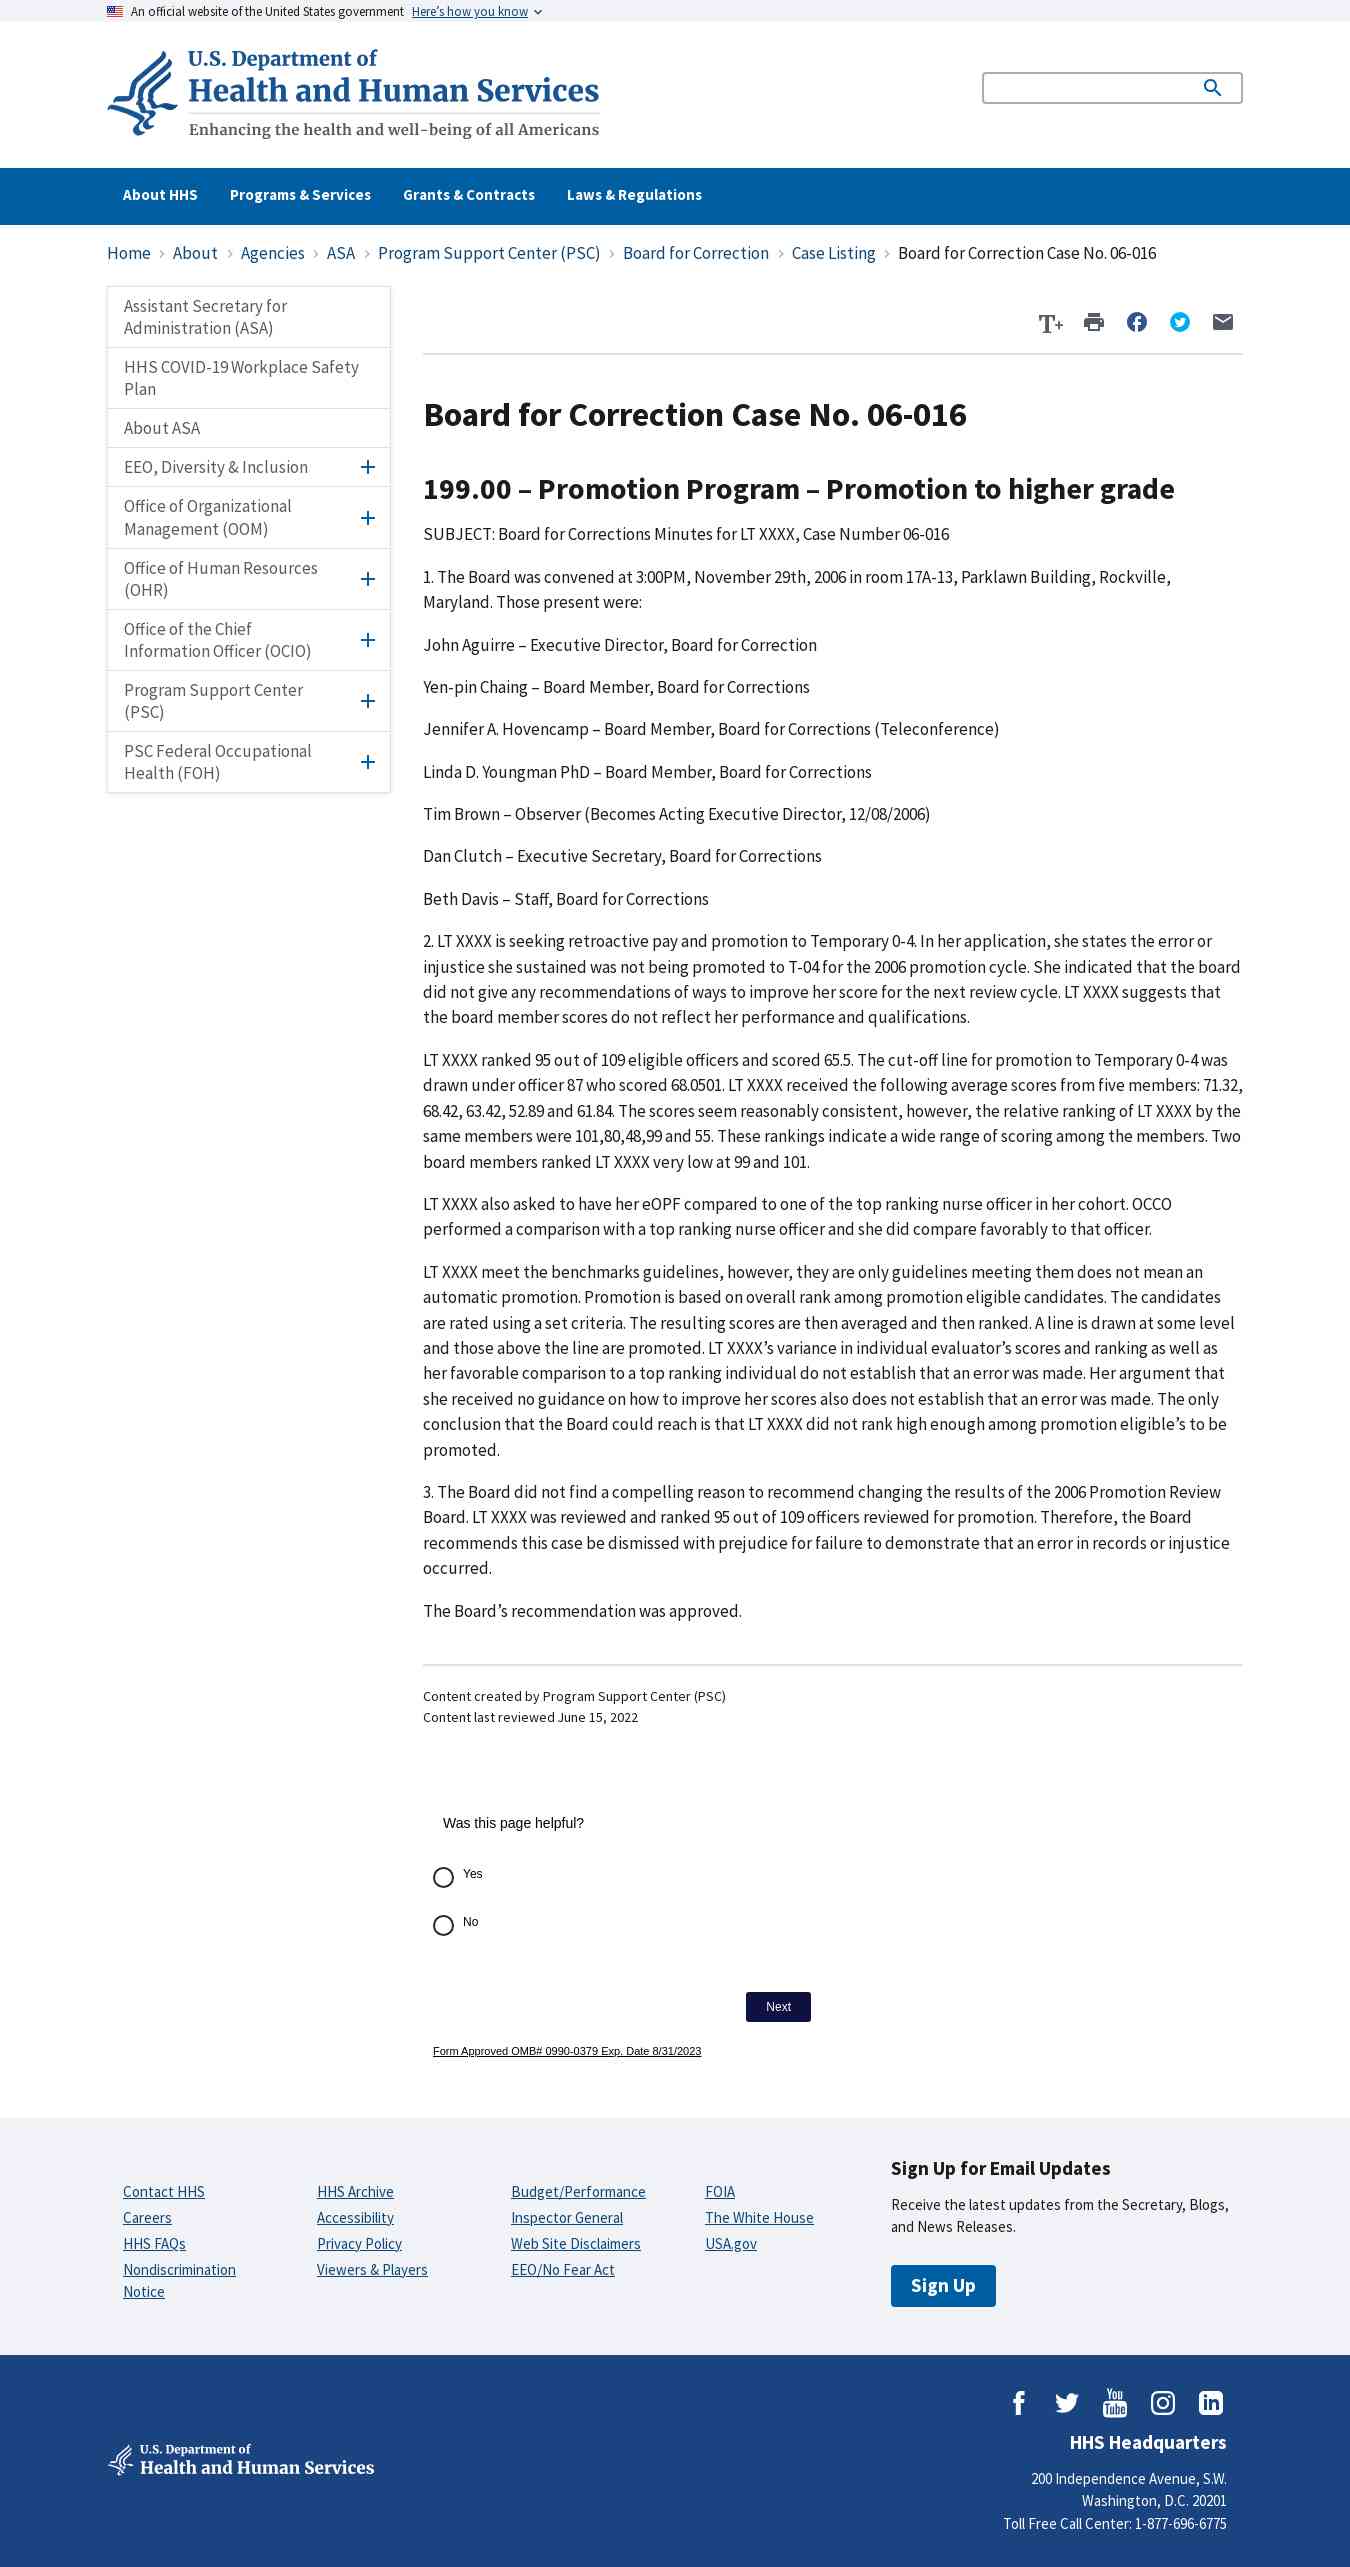 An official website of the United States government Here's how you know
U.S. Department of
Health and Human Services
Enhancing the health and well-being of all Americans
About HHS Programs & Services Grants & Contracts Laws & Regulations
Home › About › Agencies › ASA › Program Support Center (PSC) › Board for Correction › Case Listing › Board for Correction Case No. 06-016
Assistant Secretary for
Administration (ASA)
HHS COVID-19 Workplace Safety
Plan
About ASA
EEO, Diversity & Inclusion
Office of Organizational
Management (OOM)
Office of Human Resources
(OHR)
Office of the Chief
Information Officer (OCIO)
Program Support Center
(PSC)
PSC Federal Occupational
Health (FOH)
T+
Board for Correction Case No. 06-016
199.00 – Promotion Program – Promotion to higher grade
SUBJECT: Board for Corrections Minutes for LT XXXX, Case Number 06-016
1. The Board was convened at 3:00PM, November 29th, 2006 in room 17A-13, Parklawn Building, Rockville,
Maryland. Those present were:
John Aguirre – Executive Director, Board for Correction
Yen-pin Chaing – Board Member, Board for Corrections
Jennifer A. Hovencamp – Board Member, Board for Corrections (Teleconference)
Linda D. Youngman PhD – Board Member, Board for Corrections
Tim Brown – Observer (Becomes Acting Executive Director, 12/08/2006)
Dan Clutch – Executive Secretary, Board for Corrections
Beth Davis – Staff, Board for Corrections
2. LT XXXX is seeking retroactive pay and promotion to Temporary 0-4. In her application, she states the error or
injustice she sustained was not being promoted to T-04 for the 2006 promotion cycle. She indicated that the board
did not give any recommendations of ways to improve her score for the next review cycle. LT XXXX suggests that
the board member scores do not reflect her performance and qualifications.
LT XXXX ranked 95 out of 109 eligible officers and scored 65.5. The cut-off line for promotion to Temporary 0-4 was
drawn under officer 87 who scored 68.0501. LT XXXX received the following average scores from five members: 71.32,
68.42, 63.42, 52.89 and 61.84. The scores seem reasonably consistent, however, the relative ranking of LT XXXX by the
same members were 101,80,48,99 and 55. These rankings indicate a wide range of scoring among the members. Two
board members ranked LT XXXX very low at 99 and 101.
LT XXXX also asked to have her eOPF compared to one of the top ranking nurse officer in her cohort. OCCO
performed a comparison with a top ranking nurse officer and she did compare favorably to that officer.
LT XXXX meet the benchmarks guidelines, however, they are only guidelines meeting them does not mean an
automatic promotion. Promotion is based on overall rank among promotion eligible candidates. The candidates
are rated using a set criteria. The resulting scores are then averaged and then ranked. A line is drawn at some level
and those above the line are promoted. LT XXXX's variance in individual evaluator's scores and ranking as well as
her favorable comparison to a top ranking individual do not establish that an error was made. Her argument that
she received no guidance on how to improve her scores also does not establish that an error was made. The only
conclusion that the Board could reach is that LT XXXX did not rank high enough among promotion eligible's to be
promoted.
3. The Board did not find a compelling reason to recommend changing the results of the 2006 Promotion Review
Board. LT XXXX was reviewed and ranked 95 out of 109 officers reviewed for promotion. Therefore, the Board
recommends this case be dismissed with prejudice for failure to demonstrate that an error in records or injustice
occurred.
The Board's recommendation was approved.
Content created by Program Support Center (PSC)
Content last reviewed June 15, 2022
Was this page helpful?
Yes
No
Next
Form Approved OMB# 0990-0379 Exp. Date 8/31/2023
Contact HHS
Careers
HHS FAQs
Nondiscrimination
Notice
HHS Archive
Accessibility
Privacy Policy
Viewers & Players
Budget/Performance
Inspector General
Web Site Disclaimers
EEO/No Fear Act
FOIA
The White House
USA.gov
Sign Up for Email Updates
Receive the latest updates from the Secretary, Blogs,
and News Releases.
Sign Up
You
Tube
U.S. Department of
Health and Human Services
HHS Headquarters
200 Independence Avenue, S.W.
Washington, D.C. 20201
Toll Free Call Center: 1-877-696-6775